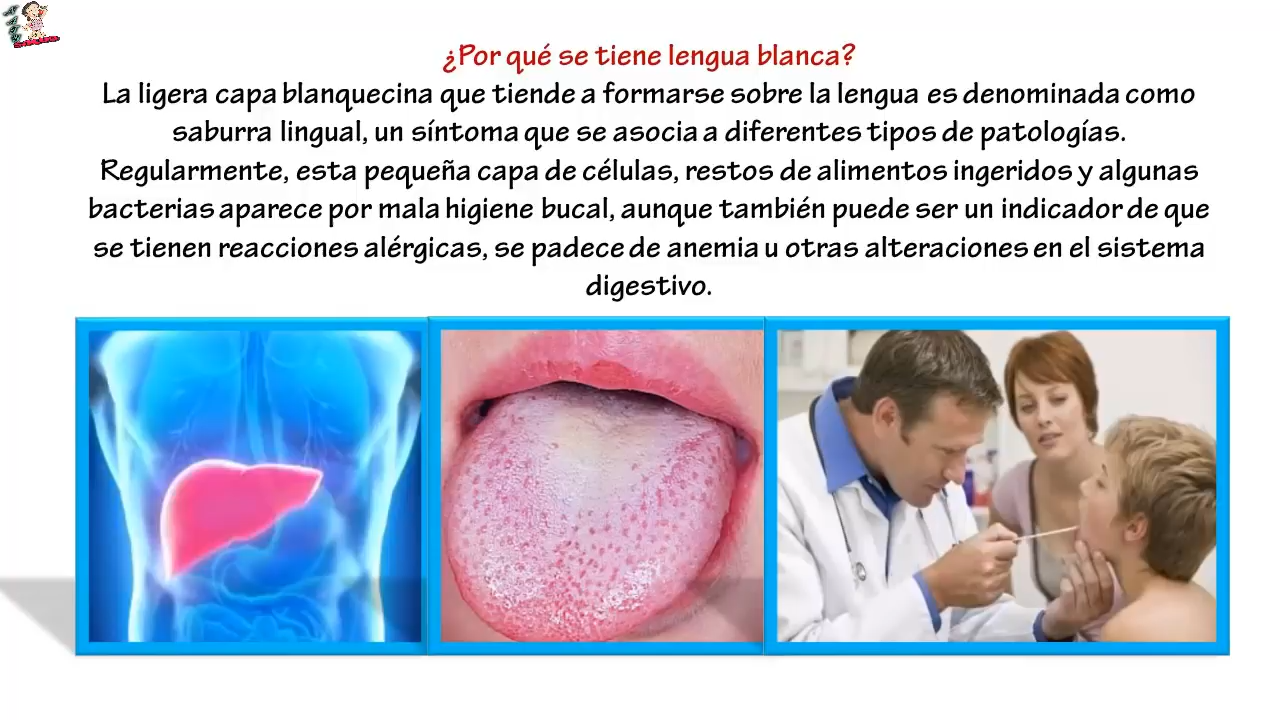 ¿Por qué se tiene lengua blanca?
La ligera capa blanquecina que tiende a formarse sobre la lengua es denominada como
saburra lingual, un síntoma que se asocia a diferentes tipos de patologías.
Regularmente, esta pequeña capa de células, restos de alimentos ingeridos y algunas
bacterias aparece por mala higiene bucal, aunque también puede ser un indicador de que
se tienen reacciones alérgicas, se padece de anemia u otras alteraciones en el sistema
digestivo.